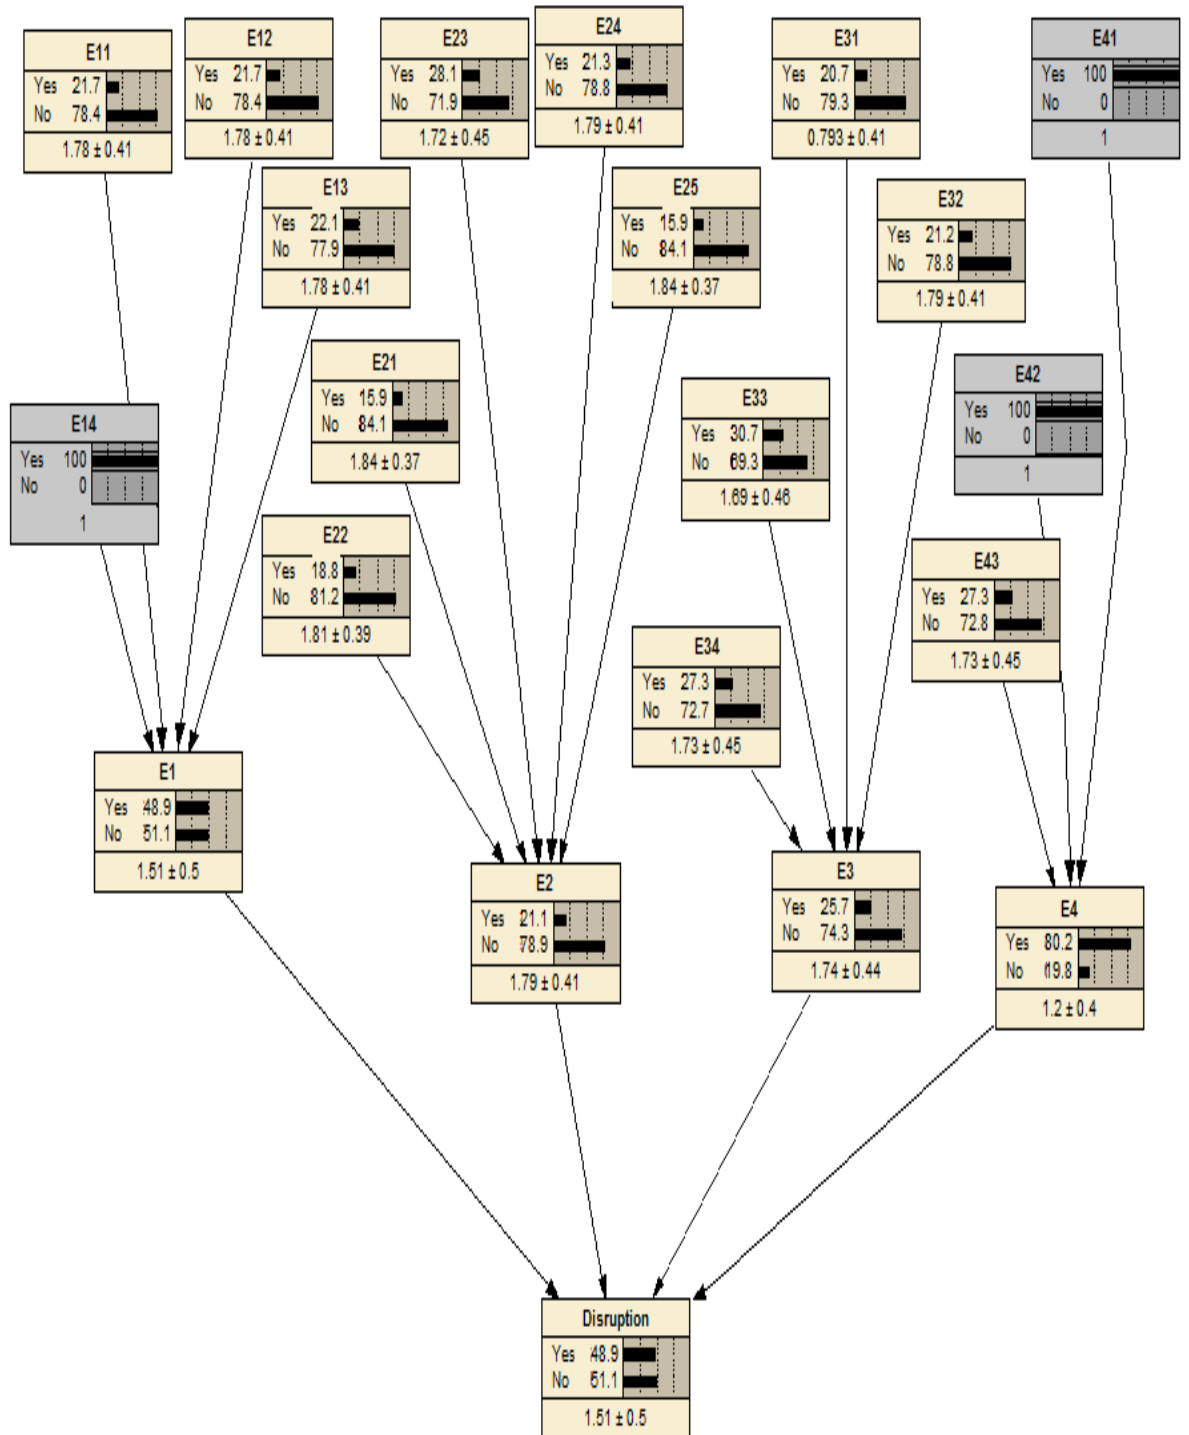 E11
Yes 21.7
No 78.4
1.78 ± 0.41
E12
Yes 21.7
No 78.4
1.78 ± 0.41
E23
Yes 28.1
No 71.9
1.72 ± 0.45
E24
Yes 21.3
No 78.8
1.79 ± 0.41
E31
Yes 20.7
No 79.3
0.793 ± 0.41
E41
Yes 100
No 0
1
E13
Yes 22.1
No 77.9
1.78 ± 0.41
E25
Yes 15.9
No 84.1
1.84 ± 0.37
E32
Yes 21.2
No 78.8
1.79 ± 0.41
E21
Yes 15.9
No 84.1
1.84 ± 0.37
E42
Yes 100
No 0
1
E33
Yes 30.7
No 69.3
1.69 ± 0.46
E14
Yes 100
No 0
1
E22
Yes 18.8
No 81.2
1.81 ± 0.39
E43
Yes 27.3
No 72.8
1.73 ± 0.45
E34
Yes 27.3
No 72.7
1.73 ± 0.45
E1
Yes 48.9
No 51.1
1.51 ± 0.5
E2
Yes 21.1
No 78.9
1.79 ± 0.41
E3
Yes 25.7
No 74.3
1.74 ± 0.44
E4
Yes 80.2
No 19.8
1.2 ± 0.4
Disruption
Yes 48.9
No 51.1
1.51 ± 0.5